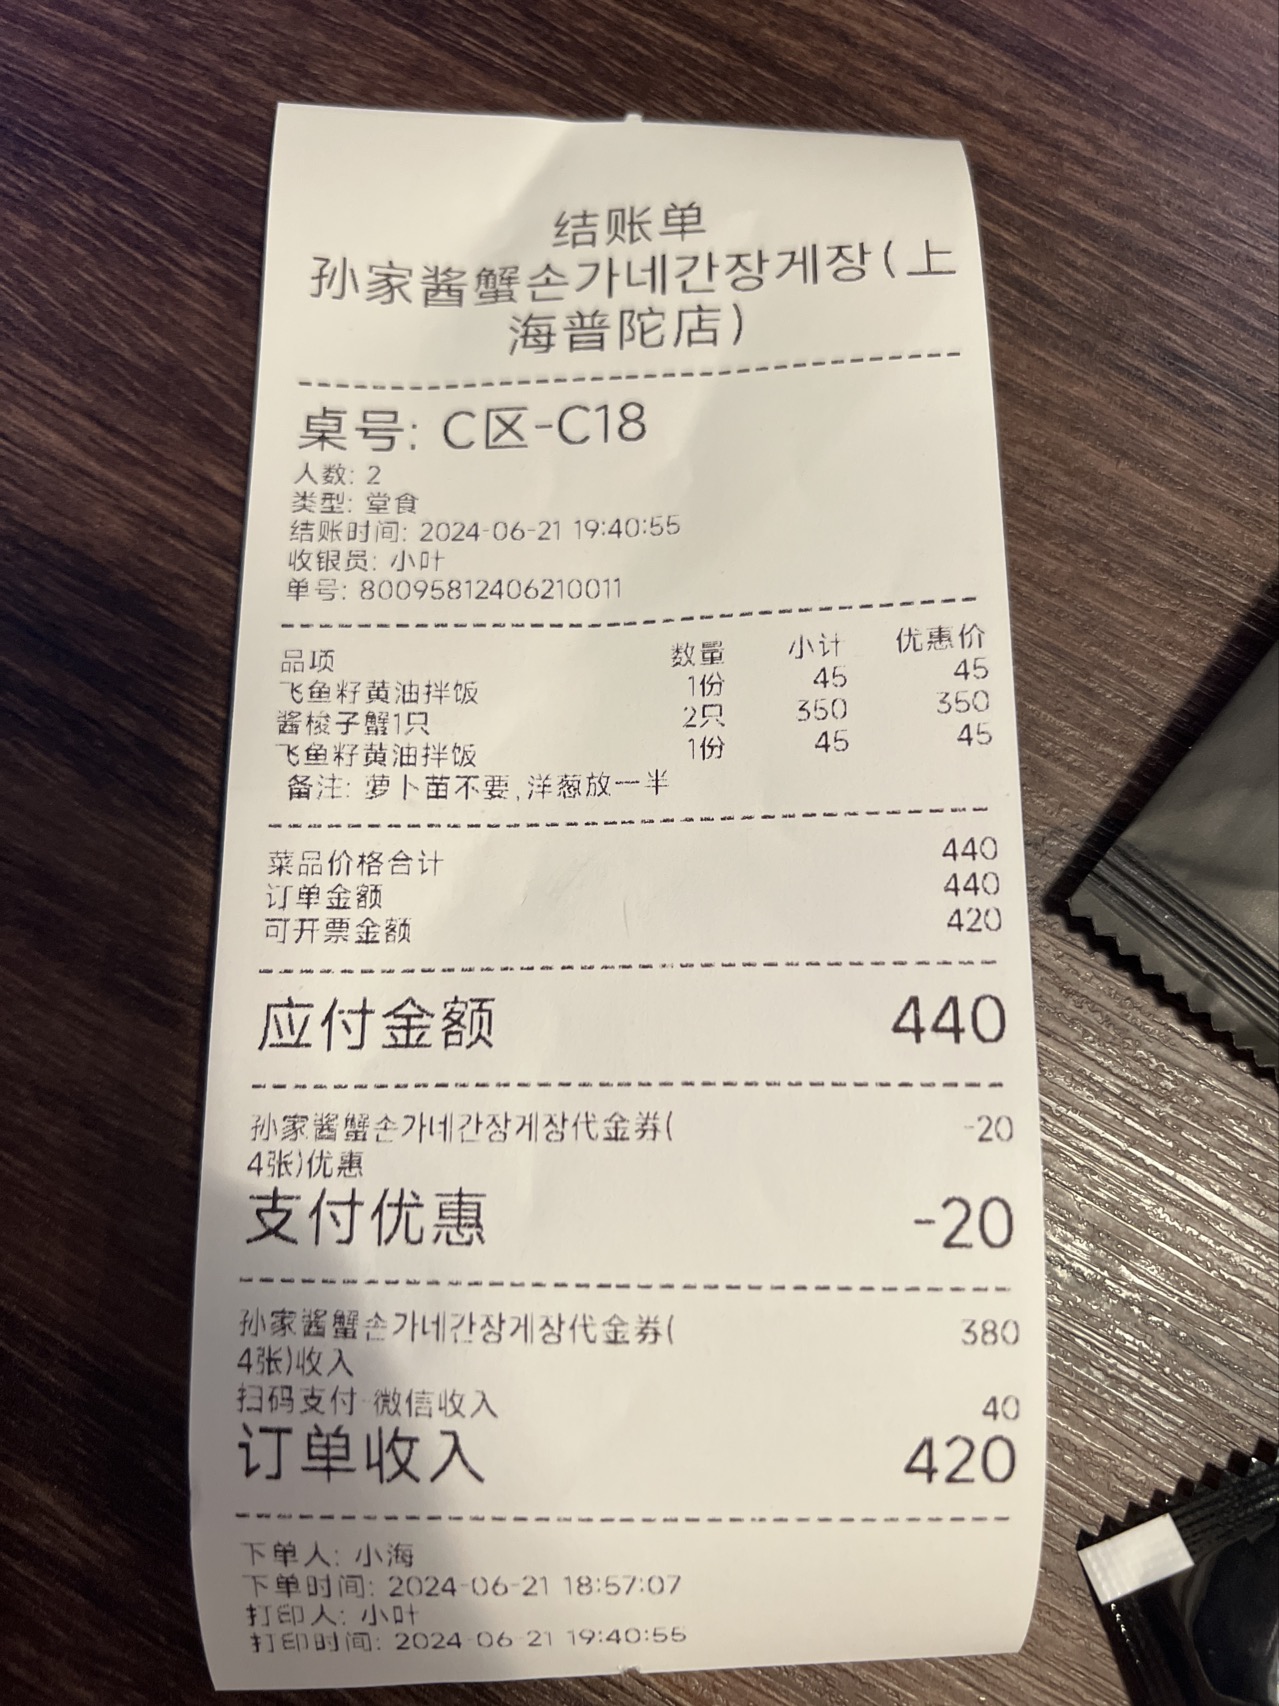 结账单
孙家酱蟹손가네간장게장(上
海普陀店)
桌号: C区-C18
人数: 2
类型: 堂食
结账时间: 2024-06-21 19:40:55
收银员: 小叶
单号: 80095812406210011
品项 数量 小计 优惠价
飞鱼籽黄油拌饭 1份 45 45
酱梭子蟹1只 2只 350 350
飞鱼籽黄油拌饭 1份 45 45
备注: 萝卜苗不要,洋葱放一半
菜品价格合计 440
订单金额 440
可开票金额 420
应付金额 440
孙家酱蟹손가네간장게장代金券( -20
4张)优惠
支付优惠 -20
孙家酱蟹손가네간장게장代金券( 380
4张)收入
扫码支付-微信收入 40
订单收入 420
下单人: 小海
下单时间: 2024-06-21 18:57:07
打印人: 小叶
打印时间: 2024-06-21 19:40:55